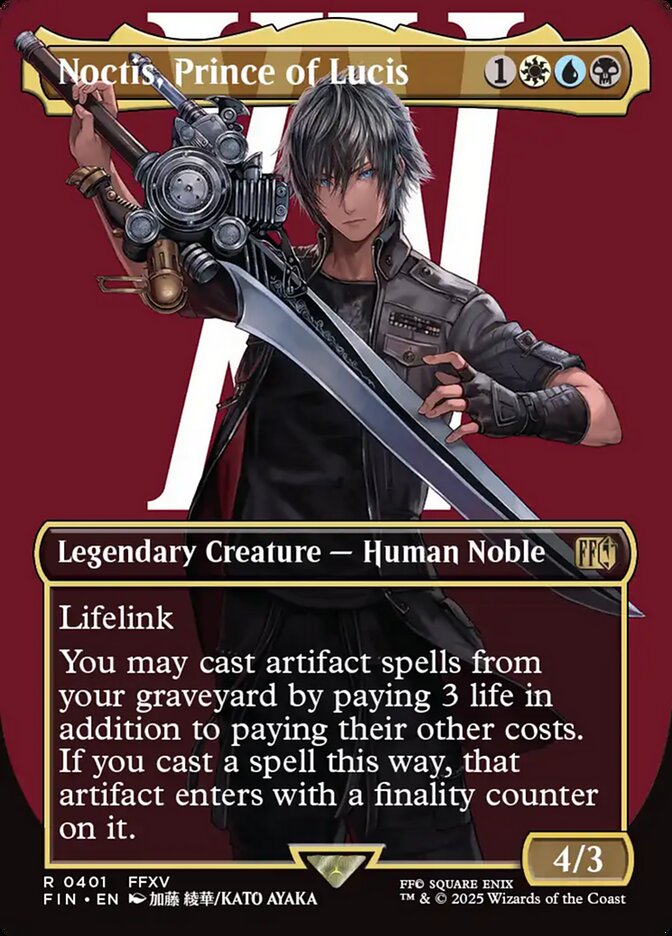 XV
Noctis, Prince of Lucis 1
Legendary Creature — Human Noble FF
Lifelink
You may cast artifact spells from
your graveyard by paying 3 life in
addition to paying their other costs.
If you cast a spell this way, that
artifact enters with a finality counter
on it.
4/3
R 0401 FFXV
FIN • EN 加藤 綾華/KATO AYAKA
FF© SQUARE ENIX
™ & © 2025 Wizards of the Coast